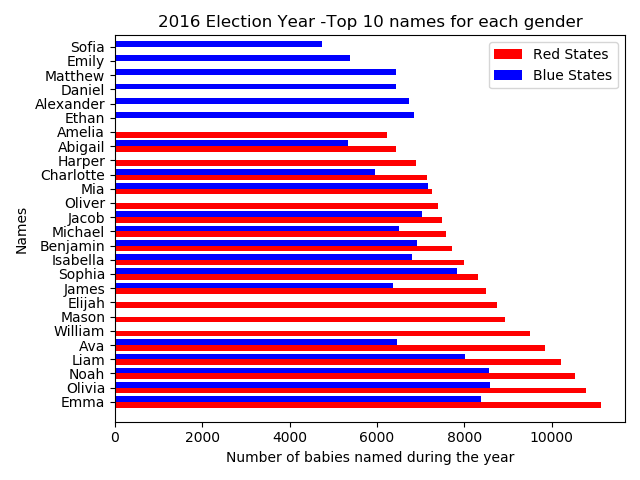 2016 Election Year -Top 10 names for each gender
Red States
Blue States
Names
Sofia
Emily
Matthew
Daniel
Alexander
Ethan
Amelia
Abigail
Harper
Charlotte
Mia
Oliver
Jacob
Michael
Benjamin
Isabella
Sophia
James
Elijah
Mason
William
Ava
Liam
Noah
Olivia
Emma
0 2000 4000 6000 8000 10000
Number of babies named during the year